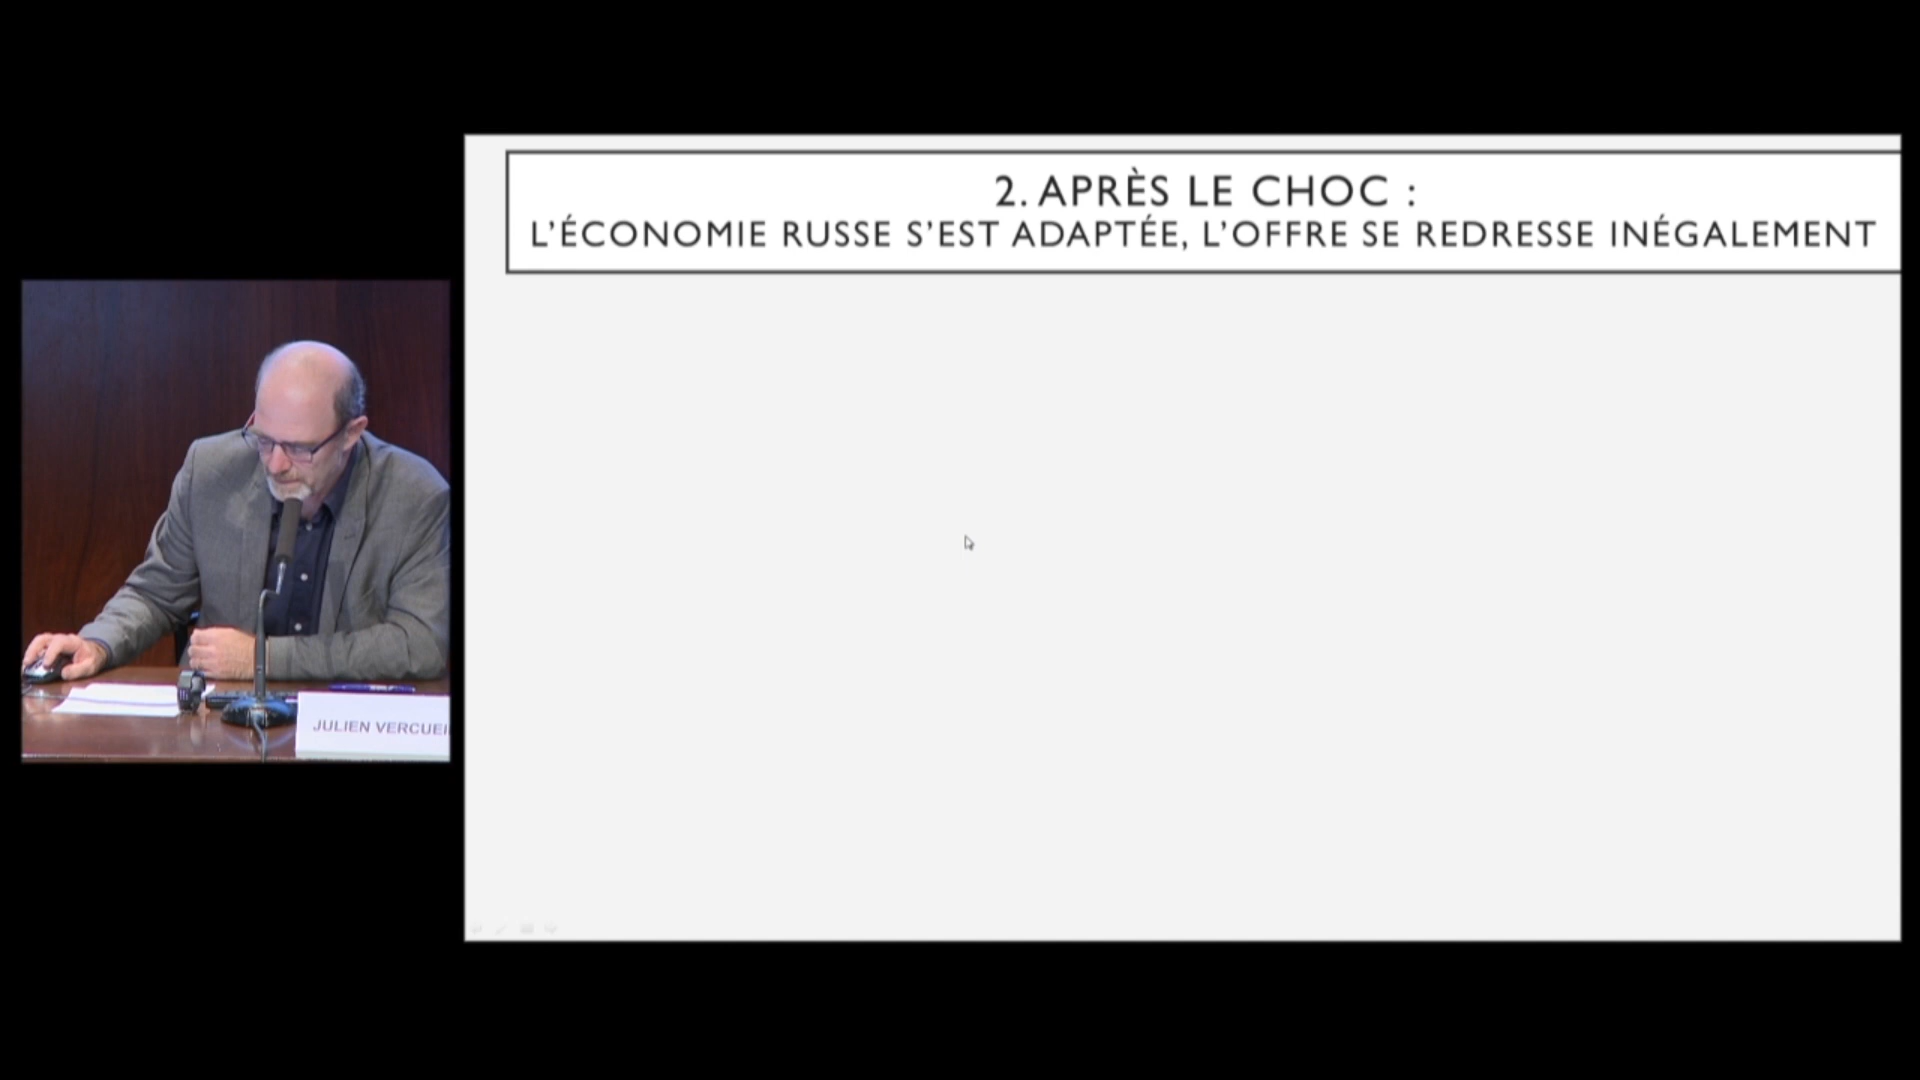 2. APRÈS LE CHOC :
L’ÉCONOMIE RUSSE S’EST ADAPTÉE, L’OFFRE SE REDRESSE INÉGALEMENT
JULIEN VERCUEI